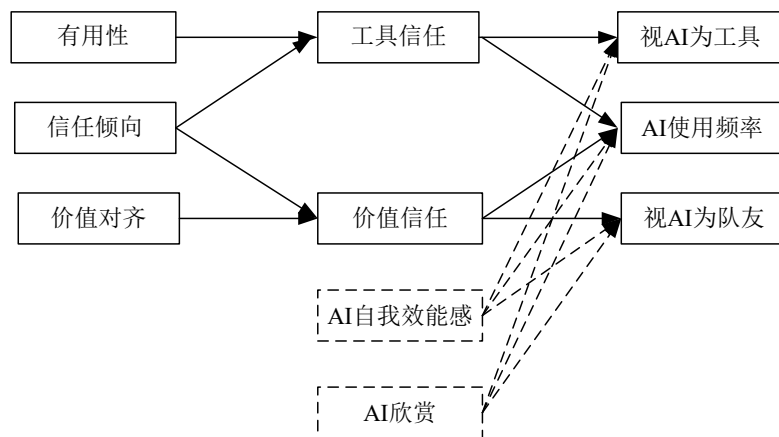 有用性
工具信任
视AI为工具
信任倾向
AI使用频率
价值对齐
价值信任
视AI为队友
AI自我效能感
AI欣赏